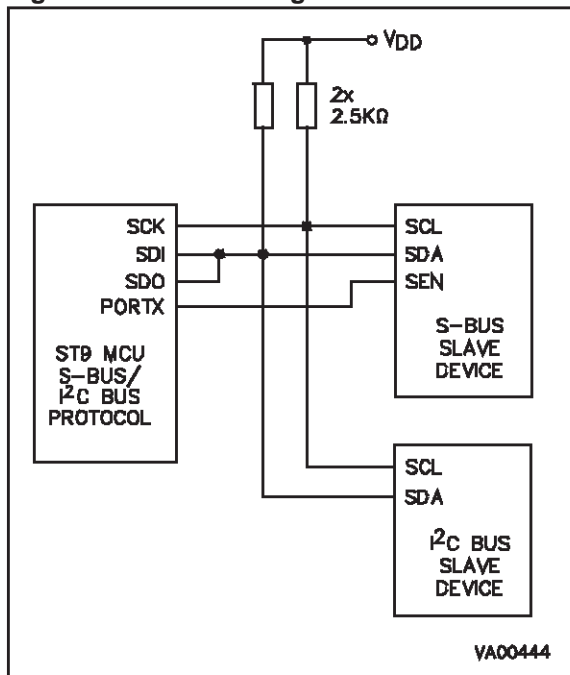 VDD
2x
2.5KΩ
SCK
SDI
SDO
PORTX
ST9 MCU
S-BUS/
I2C BUS
PROTOCOL
SCL
SDA
SEN
S-BUS
SLAVE
DEVICE
SCL
SDA
I2C BUS
SLAVE
DEVICE
VA00444